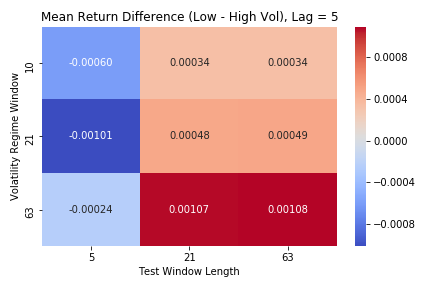 Mean Return Difference (Low - High Vol), Lag = 5
Volatility Regime Window
10
-0.00060 0.00034 0.00034
21
-0.00101 0.00048 0.00049
63
-0.00024 0.00107 0.00108
5 21 63
Test Window Length
0.0008
0.0004
0.0000
-0.0004
-0.0008